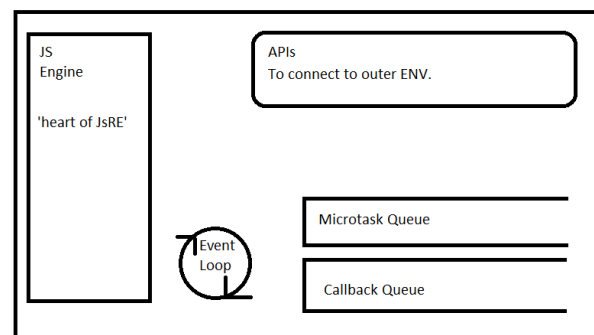 JS
Engine
'heart of JsRE'
APIs
To connect to outer ENV.
Event
Loop
Microtask Queue
Callback Queue